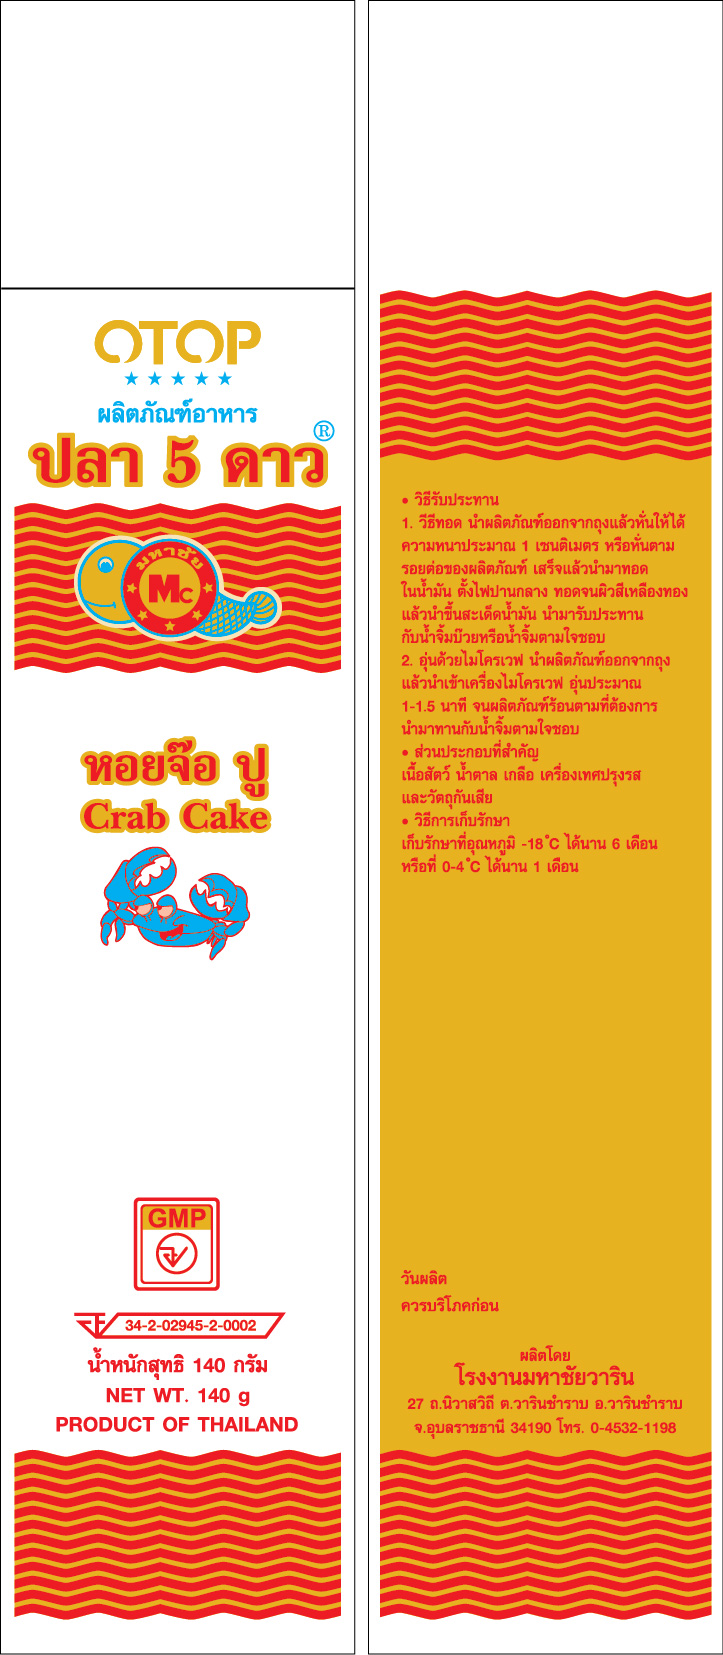 OTOP
ผลิตภัณฑ์อาหาร
ปลา 5 ดาว®
มหาชัย
Mc
หอยจ๊อ ปู
Crab Cake
GMP
34-2-02945-2-0002
น้ำหนักสุทธิ 140 กรัม
NET WT. 140 g
PRODUCT OF THAILAND
• วิธีรับประทาน
1. วีธีทอด นำผลิตภัณฑ์ออกจากถุงแล้วหั่นให้ได้
ความหนาประมาณ 1 เซนติเมตร หรือหั่นตาม
รอยต่อของผลิตภัณฑ์ เสร็จแล้วนำมาทอด
ในน้ำมัน ตั้งไฟปานกลาง ทอดจนผิวสีเหลืองทอง
แล้วนำขึ้นสะเด็ดน้ำมัน นำมารับประทาน
กับน้ำจิ้มบ๊วยหรือน้ำจิ้มตามใจชอบ
2. อุ่นด้วยไมโครเวฟ นำผลิตภัณฑ์ออกจากถุง
แล้วนำเข้าเครื่องไมโครเวฟ อุ่นประมาณ
1-1.5 นาที จนผลิตภัณฑ์ร้อนตามที่ต้องการ
นำมาทานกับน้ำจิ้มตามใจชอบ
• ส่วนประกอบที่สำคัญ
เนื้อสัตว์ น้ำตาล เกลือ เครื่องเทศปรุงรส
และวัตถุกันเสีย
• วิธีการเก็บรักษา
เก็บรักษาที่อุณหภูมิ -18 ํC ได้นาน 6 เดือน
หรือที่ 0-4 ํC ได้นาน 1 เดือน
วันผลิต
ควรบริโภคก่อน
ผลิตโดย
โรงงานมหาชัยวาริน
27 ถ.นิวาสวิถี ต.วารินชำราบ อ.วารินชำราบ
จ.อุบลราชธานี 34190 โทร. 0-4532-1198